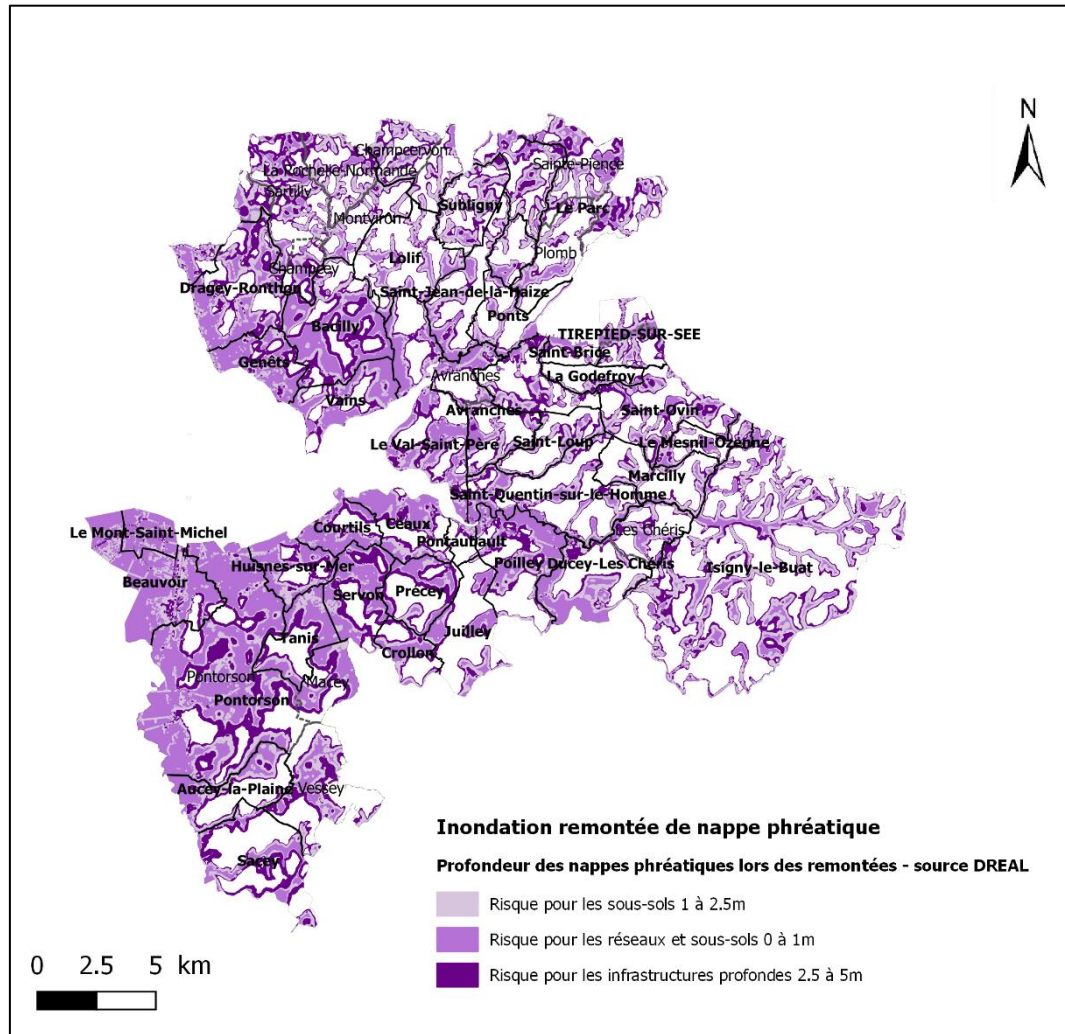 N
Champcervon
Sainte-Pience
La Rochelle-Normande
Sartilly
Subligny
Le Parc
Montviron
Plomb
Lolif
Champcey
Dragey-Ronthon
Saint-Jean-de-la-Haize
Ponts
Bacilly
TIREPIED-SUR-SEE
Saint-Brice
Genêts
Avranches
La Godefroy
Vains
Avranches
Saint-Ovin
Le Val-Saint-Père
Saint-Loup
Le Mesnil-Ozenne
Marcilly
Saint-Quentin-sur-le-Homme
Le Mont-Saint-Michel
Courtils
Céaux
Les Chéris
Pontaubault
Huisnes-sur-Mer
Poilley
Ducey-Les Chéris
Isigny-le-Buat
Beauvoir
Servon
Précey
Juilley
Tanis
Crollon
Pontorson
Macey
Pontorson
Aucey-la-Plaine
Vessey
Sacey
Inondation remontée de nappe phréatique
Profondeur des nappes phréatiques lors des remontées - source DREAL
Risque pour les sous-sols 1 à 2.5m
Risque pour les réseaux et sous-sols 0 à 1m
Risque pour les infrastructures profondes 2.5 à 5m
0 2.5 5 km